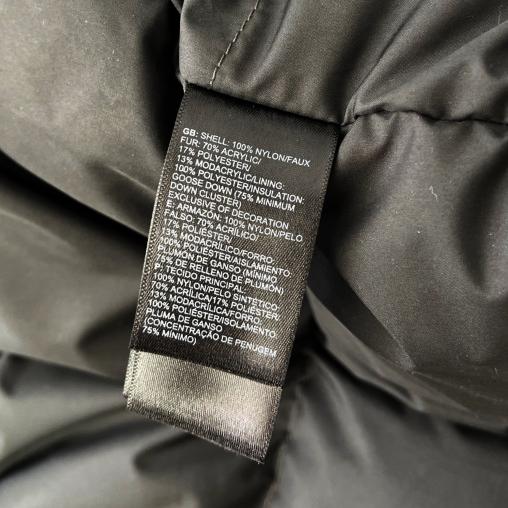 GB: SHELL: 100% NYLON/FAUX
FUR: 70% ACRYLIC/
17% POLYESTER/
13% MODACRYLIC/LINING:
100% POLYESTER/INSULATION:
GOOSE DOWN (75% MINIMUM
DOWN CLUSTER)
EXCLUSIVE OF DECORATION
E: ARMAZÓN: 100% NYLON/PELO
FALSO: 70% ACRÍLICO/
17% POLIÉSTER/
13% MODACRÍLICO/FORRO:
100% POLIÉSTER/AISLAMIENTO:
PLUMÓN DE GANSO (MÍNIMO
75% DE RELLENO DE PLUMÓN)
P: TECIDO PRINCIPAL:
100% NYLON/PELO SINTÉTICO:
70% ACRÍLICA/17% POLIÉSTER:
13% MODACRÍLICA/FORRO:
100% POLIÉSTER/ISOLAMENTO:
PLUMA DE GANSO
(CONCENTRAÇÃO DE PENUGEM
75% MÍNIMO)